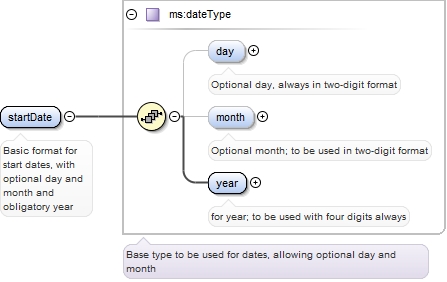 ms:dateType
day
Optional day, always in two-digit format
startDate
month
Basic format for
start dates, with
optional day and
month and
obligatory year
Optional month; to be used in two-digit format
year
for year; to be used with four digits always
Base type to be used for dates, allowing optional day and
month